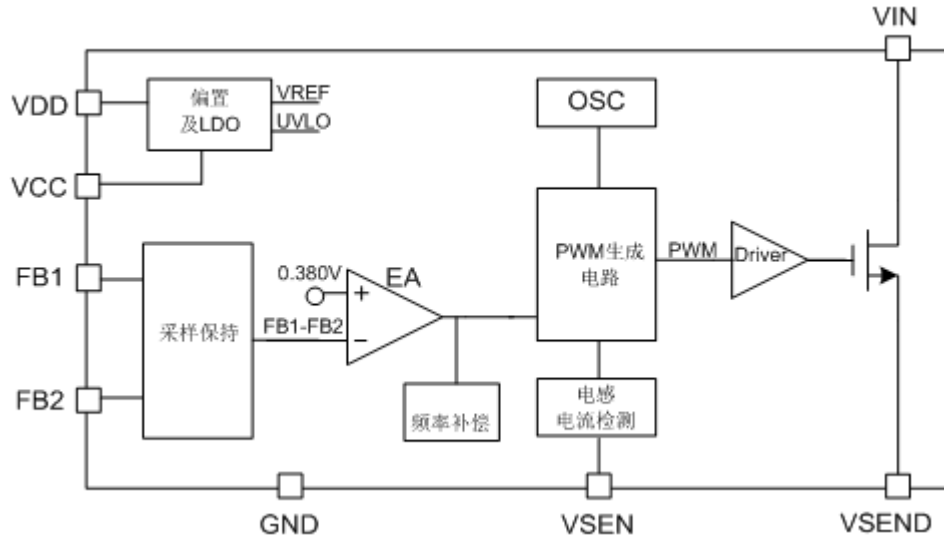 VIN
VDD
偏置
及LDO
VREF
UVLO
OSC
VCC
FB1
采样保持
0.380V
EA
+
FB1-FB2
−
PWM生成
电路
PWM
Driver
FB2
频率补偿
电感
电流检测
GND
VSEN
VSEND